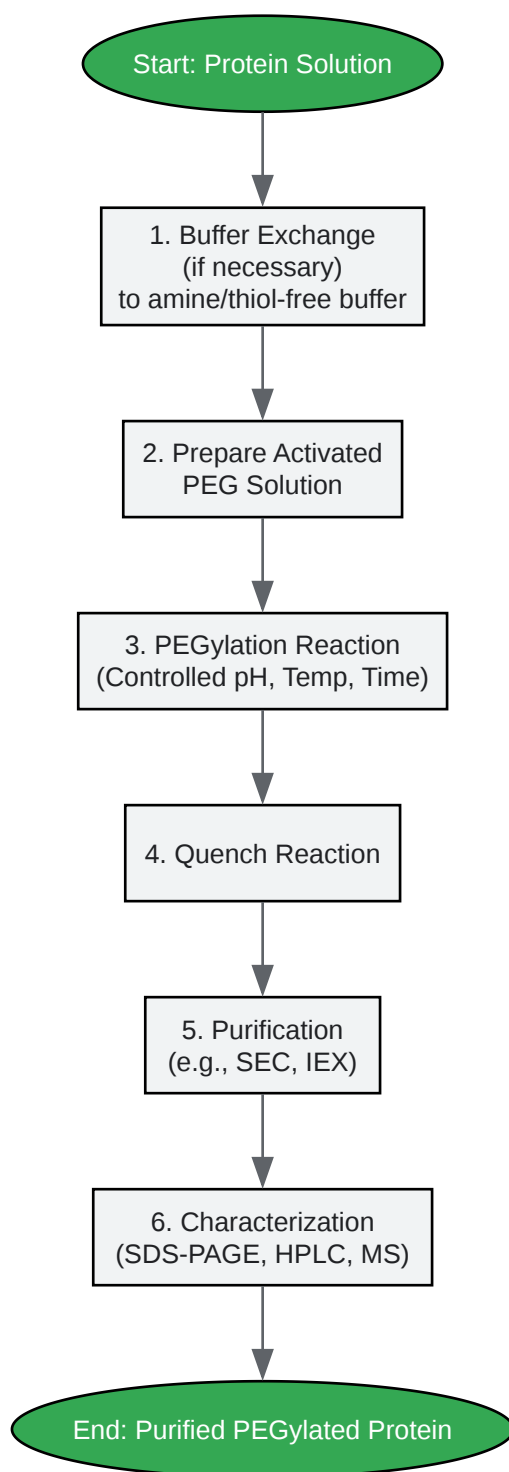 Start: Protein Solution
1. Buffer Exchange
(if necessary)
to amine/thiol-free buffer
2. Prepare Activated
PEG Solution
3. PEGylation Reaction
(Controlled pH, Temp, Time)
4. Quench Reaction
5. Purification
(e.g., SEC, IEX)
6. Characterization
(SDS-PAGE, HPLC, MS)
End: Purified PEGylated Protein